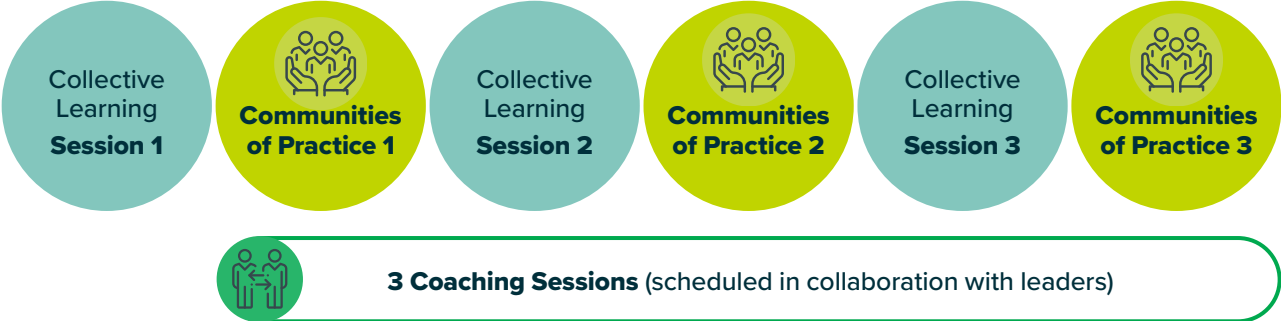 Collective
Learning
Session 1
Communities
of Practice 1
Collective
Learning
Session 2
Communities
of Practice 2
Collective
Learning
Session 3
Communities
of Practice 3
3 Coaching Sessions (scheduled in collaboration with leaders)